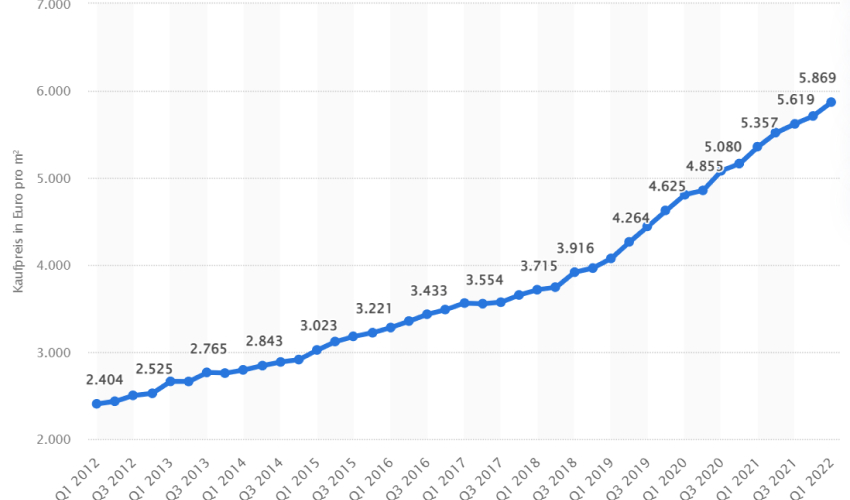 7.000
6.000
5.000
4.000
3.000
2.000
Kaufpreis in Euro pro m²
2.404
2.525
2.765
2.843
3.023
3.221
3.433
3.554
3.715
3.916
4.264
4.625
4.855
5.080
5.357
5.619
5.869
Q1 2012
Q3 2012
Q1 2013
Q3 2013
Q1 2014
Q3 2014
Q1 2015
Q3 2015
Q1 2016
Q3 2016
Q1 2017
Q3 2017
Q1 2018
Q3 2018
Q1 2019
Q3 2019
Q1 2020
Q3 2020
Q1 2021
Q3 2021
Q1 2022